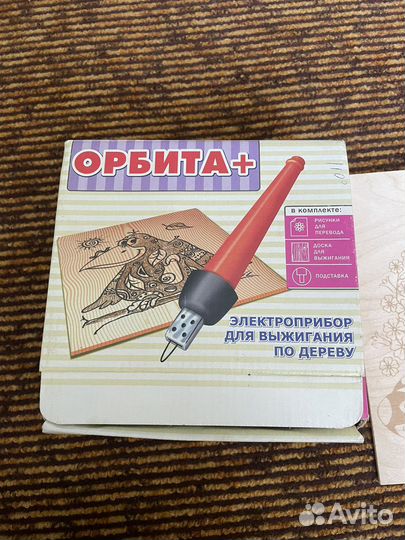 ОРБИТА+
В КОМПЛЕКТЕ:
РИСУНКИ
ДЛЯ
ПЕРЕВОДА
ДОСКА
ДЛЯ
ВЫЖИГАНИЯ
ПОДСТАВКА
ЭЛЕКТРОПРИБОР
ДЛЯ ВЫЖИГАНИЯ
ПО ДЕРЕВУ
Avito